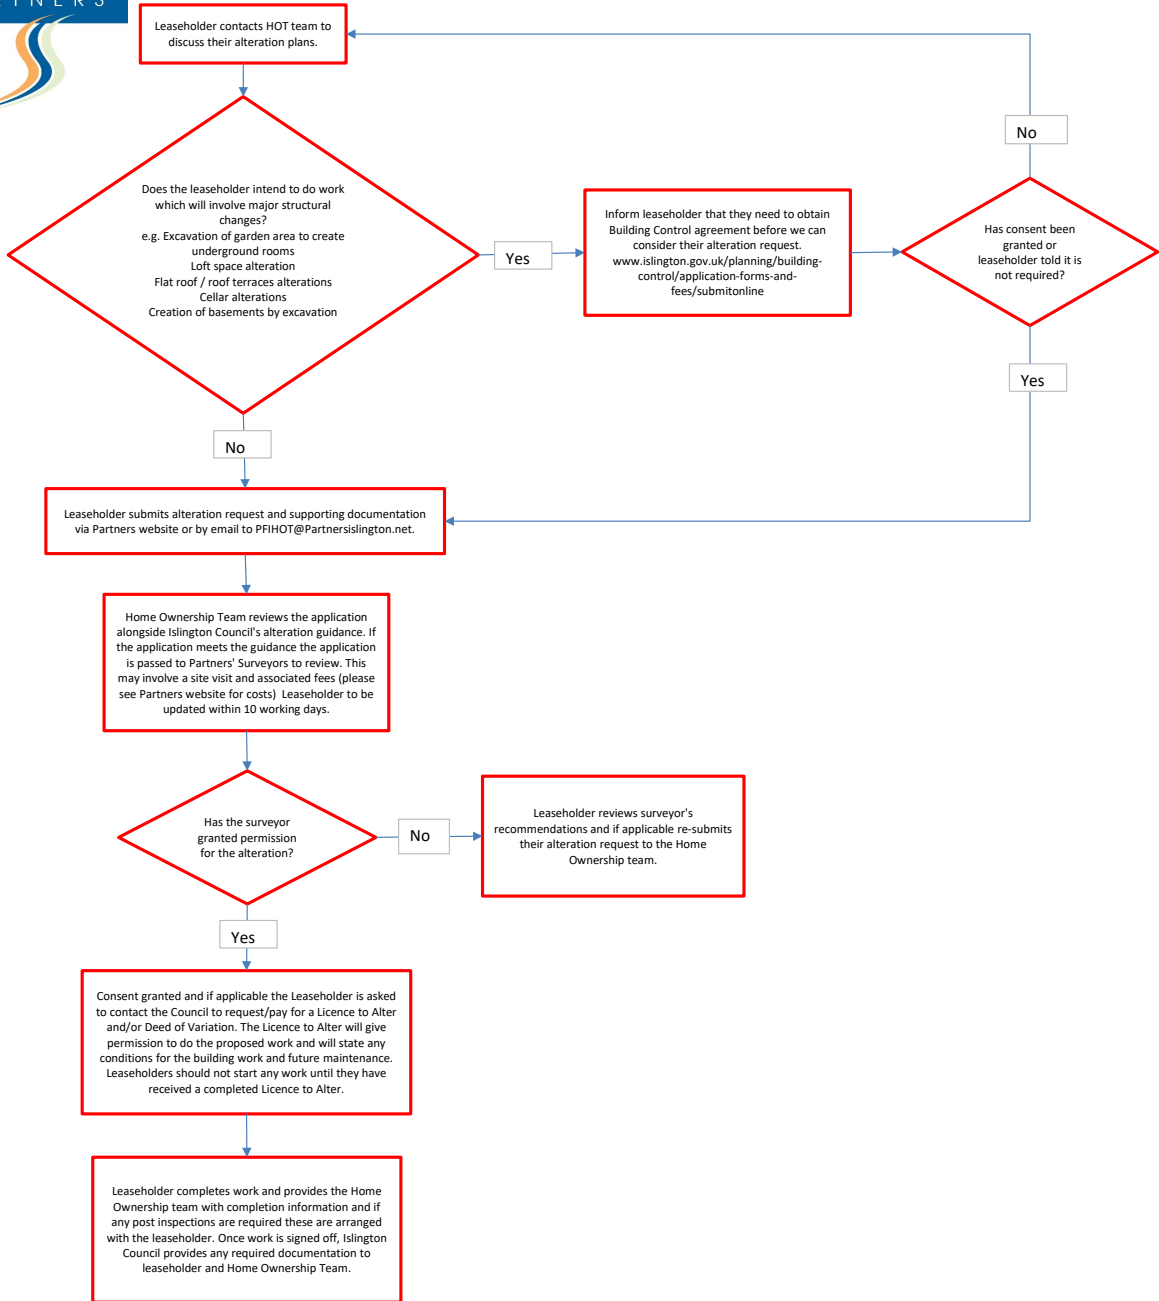 Leaseholder contacts HOT team to
discuss their alteration plans.
No
Does the leaseholder intend to do work
which will involve major structural
changes?
e.g. Excavation of garden area to create
underground rooms
Loft space alteration
Flat roof / roof terraces alterations
Cellar alterations
Creation of basements by excavation
Yes
Inform leaseholder that they need to obtain
Building Control agreement before we can
consider their alteration request.
www.islington.gov.uk/planning/building-
control/application-forms-and-
fees/submitonline
Has consent been
granted or
leaseholder told it is
not required?
Yes
No
Leaseholder submits alteration request and supporting documentation
via Partners website or by email to PFIHOT@Partnersislington.net.
Home Ownership Team reviews the application
alongside Islington Council's alteration guidance. If
the application meets the guidance the application
is passed to Partners' Surveyors to review. This
may involve a site visit and associated fees (please
see Partners website for costs)  Leaseholder to be
updated within 10 working days.
Has the surveyor
granted permission
for the alteration?
No
Leaseholder reviews surveyor's
recommendations and if applicable re-submits
their alteration request to the Home
Ownership team.
Yes
Consent granted and if applicable the Leaseholder is asked
to contact the Council to request/pay for a Licence to Alter
and/or Deed of Variation. The Licence to Alter will give
permission to do the proposed work and will state any
conditions for the building work and future maintenance.
Leaseholders should not start any work until they have
received a completed Licence to Alter.
Leaseholder completes work and provides the Home
Ownership team with completion information and if
any post inspections are required these are arranged
with the leaseholder. Once work is signed off, Islington
Council provides any required documentation to
leaseholder and Home Ownership Team.